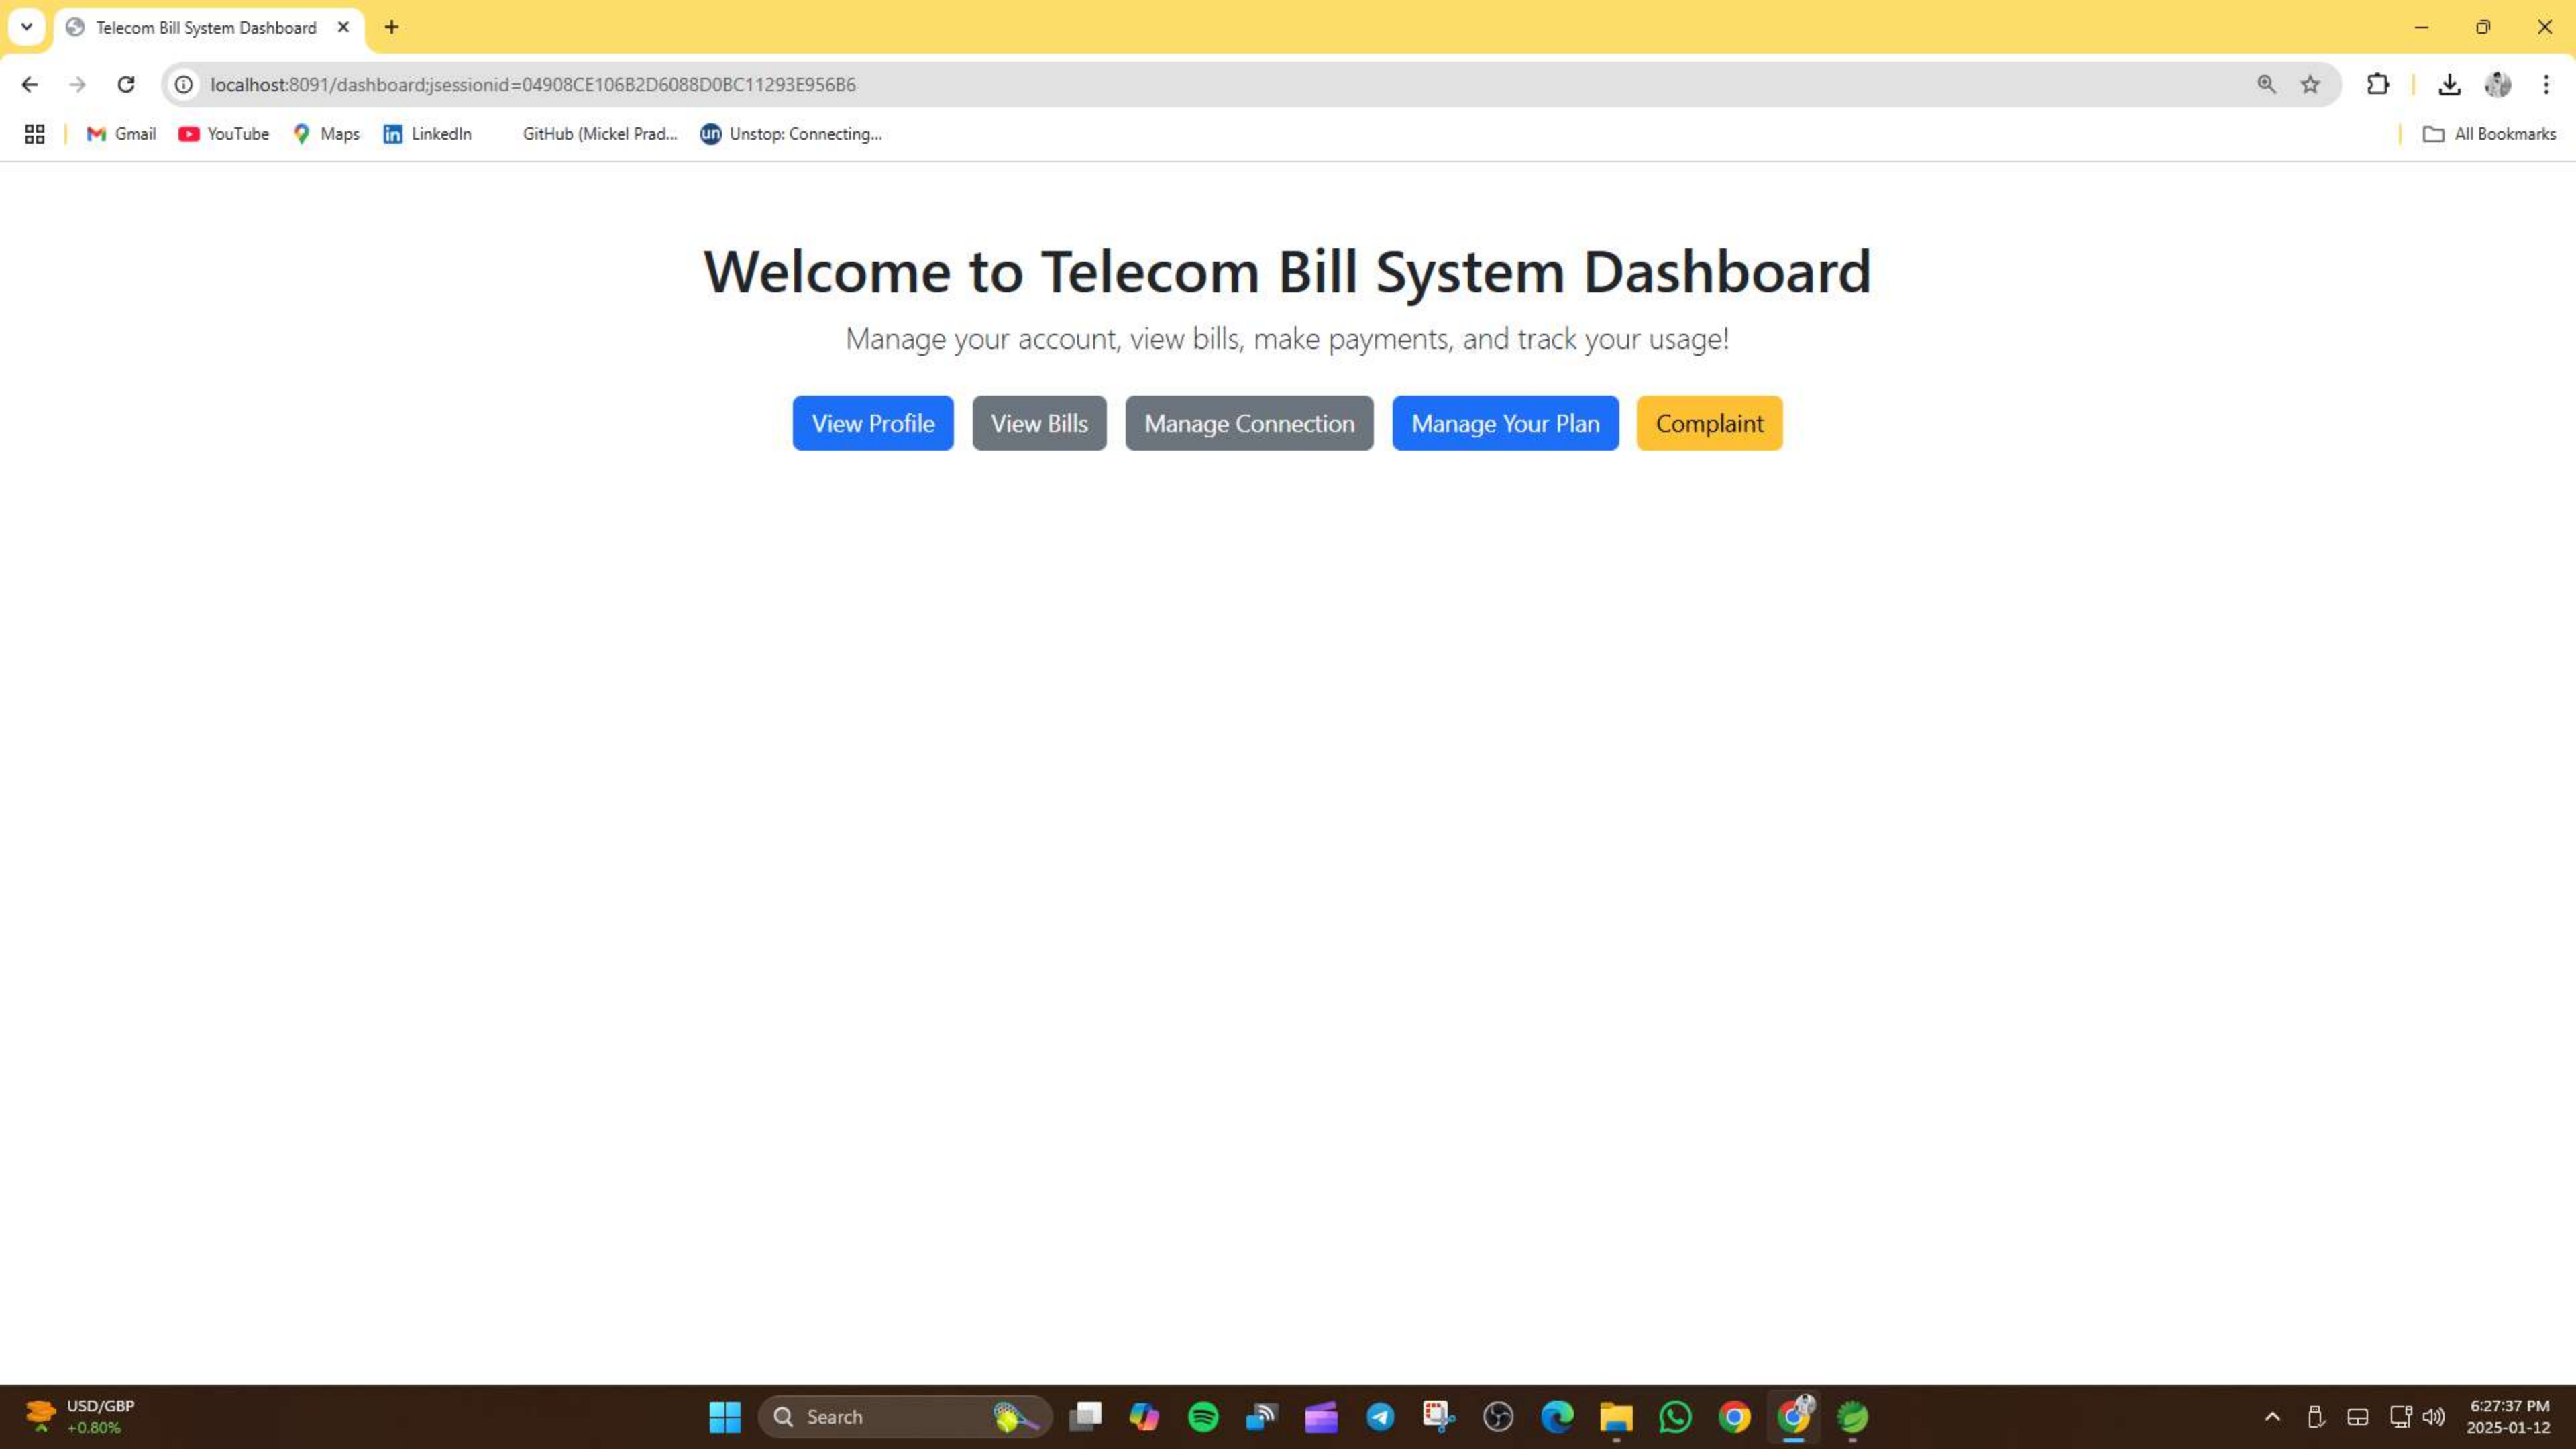 Telecom Bill System Dashboard
localhost:8091/dashboard;jsessionid=04908CE106B2D6088D0BC11293E956B6
Gmail YouTube Maps LinkedIn GitHub (Mickel Prad... un Unstop: Connecting... All Bookmarks
Welcome to Telecom Bill System Dashboard
Manage your account, view bills, make payments, and track your usage!
View Profile View Bills Manage Connection Manage Your Plan Complaint
USD/GBP
+0.80%
Search
6:27:37 PM
2025-01-12